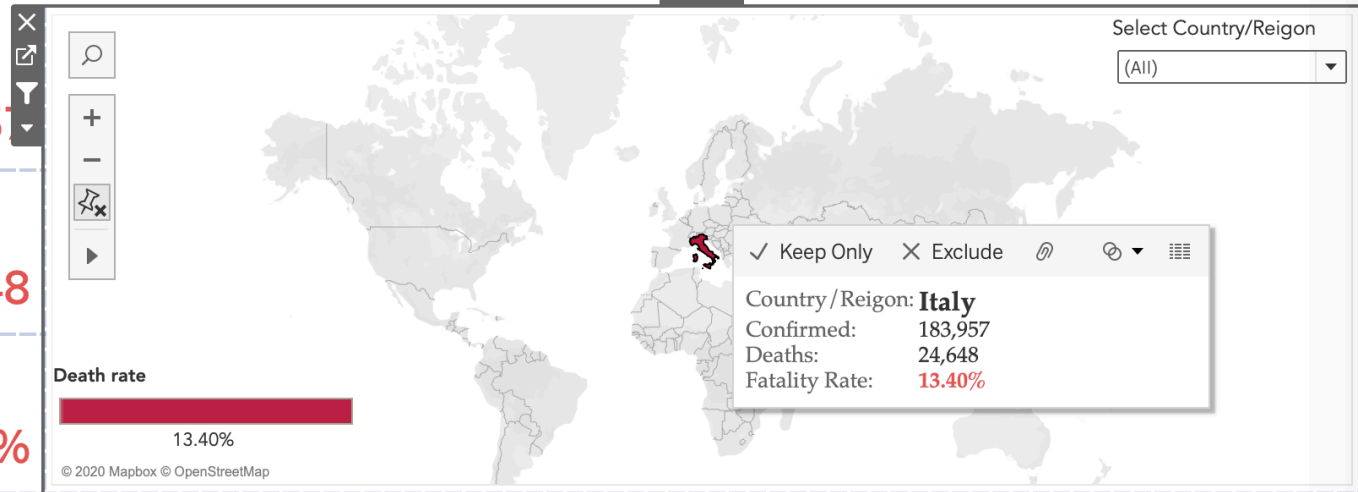 Select Country/Reigon
(All)
Keep Only
Exclude
Country/Reigon: Italy
Confirmed: 183,957
Deaths: 24,648
Fatality Rate: 13.40%
8
%
Death rate
13.40%
© 2020 Mapbox © OpenStreetMap